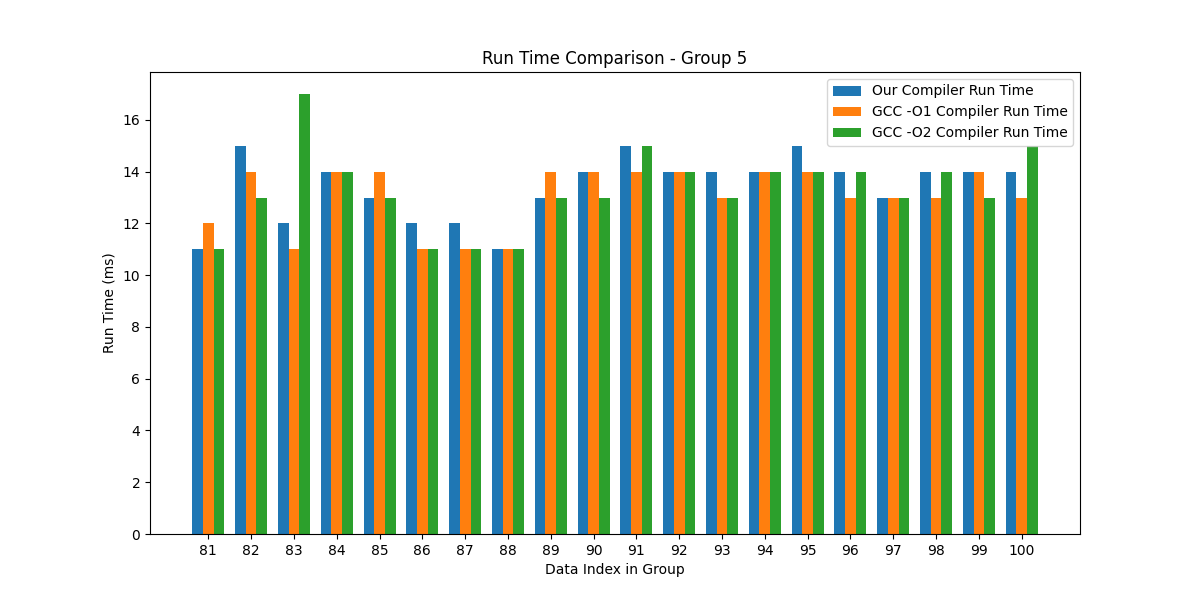 Run Time Comparison - Group 5
Our Compiler Run Time
GCC -O1 Compiler Run Time
GCC -O2 Compiler Run Time
Run Time (ms)
16
14
12
10
8
6
4
2
0
81 82 83 84 85 86 87 88 89 90 91 92 93 94 95 96 97 98 99 100
Data Index in Group